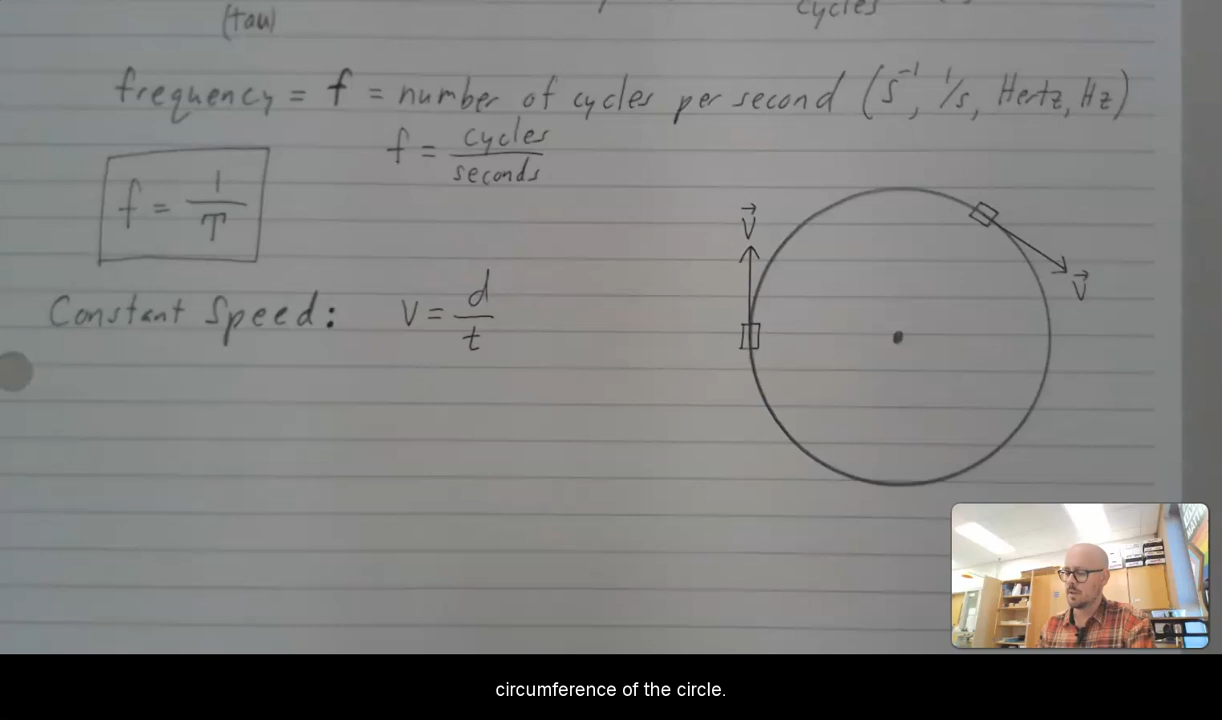 (tau)
cycles
frequency = f = number of cycles per second (s⁻¹, 1/s, Hertz, Hz)
f = cycles / seconds
f = 1 / T
Constant Speed: v = d / t
V⃗
V⃗
circumference of the circle.